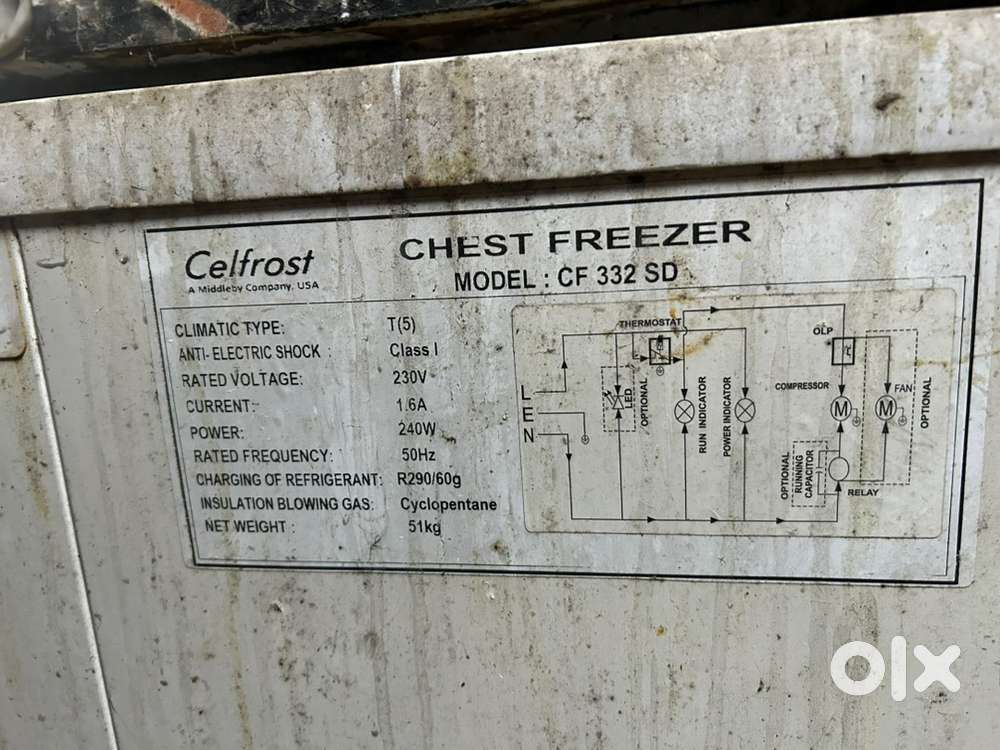 Celfrost
A Middleby Company, USA
CHEST FREEZER
MODEL : CF 332 SD
CLIMATIC TYPE: T(5)
ANTI- ELECTRIC SHOCK : Class I
RATED VOLTAGE: 230V
CURRENT: 1.6A
POWER: 240W
RATED FREQUENCY: 50Hz
CHARGING OF REFRIGERANT: R290/60g
INSULATION BLOWING GAS: Cyclopentane
NET WEIGHT : 51kg
THERMOSTAT
OLP
L
E
N
LED
OPTIONAL
RUN INDICATOR
POWER INDICATOR
COMPRESSOR
M
M
FAN
OPTIONAL
OPTIONAL
RUNNING
CAPACITOR
RELAY
olx